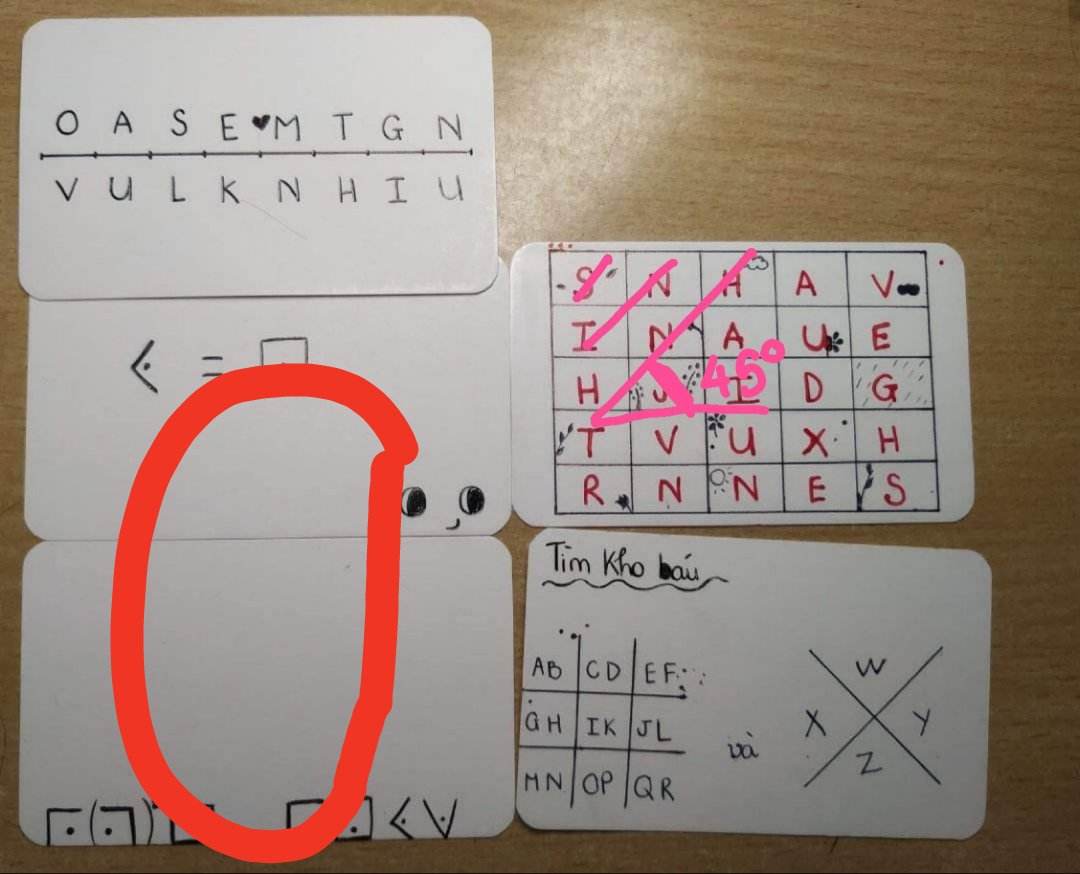 O A S E ♥ M T G N
V U L K N H I U
=
S N H A V
I N A U E
H J I D G
45°
T V U X H
R N N E S
Tìm Kho báu
AB CD EF
GH IK JL
MN OP QR
và
W
X Y
Z